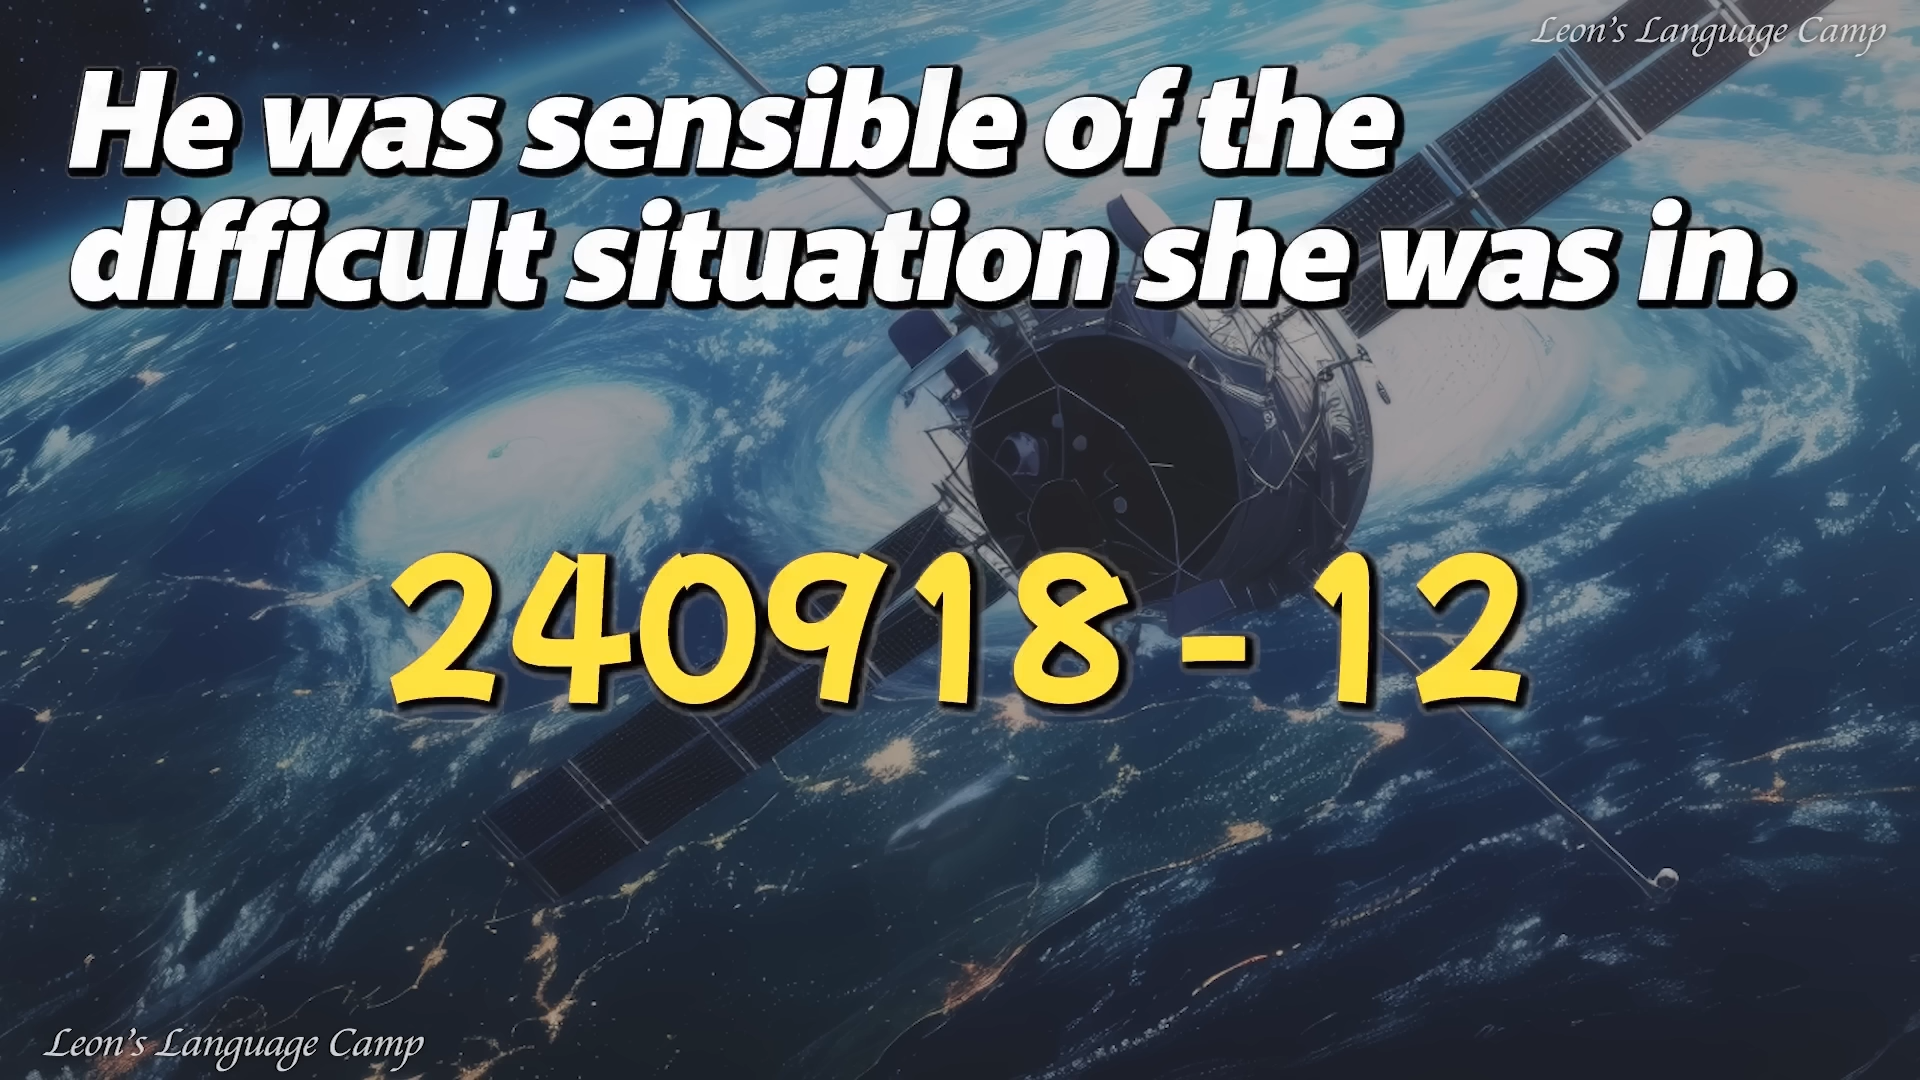 Leon's Language Camp
He was sensible of the
difficult situation she was in.
240918 - 12
Leon's Language Camp